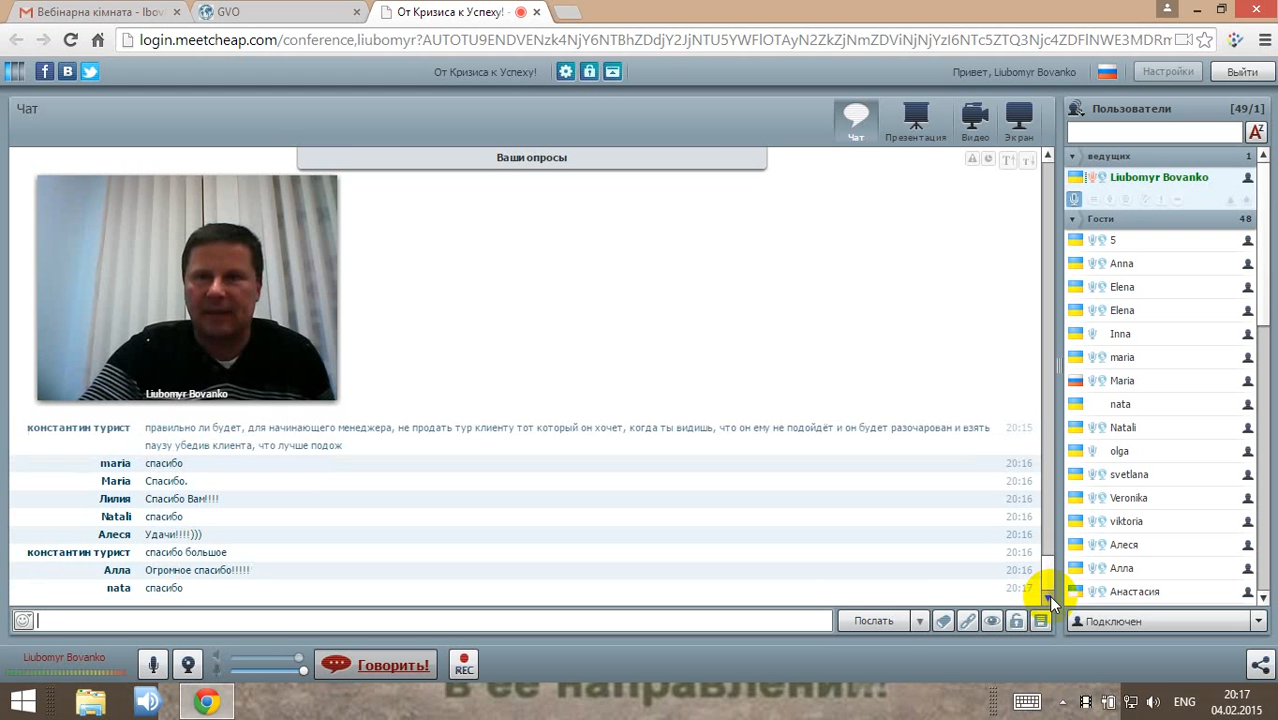 Вебінарна кімната - Ibov
GVO
От Кризиса к Успеху! -
login.meetcheap.com/conference,liubomyr?AUTOTU9ENDVENzk4NjY6NTBhZDdjY2JjNTU5YWFlOTAyN2ZkZjNmZDViNjNjYzI6NTc5ZTQ3Njc4ZDFlNWE3MDRm
От Кризиса к Успеху!
Привет, Liubomyr Bovanko
Настройки
Выйти
Чат
Чат
Презентация
Видео
Экран
Пользователи
[49/1]
Ваши опросы
ведущих 1
Liubomyr Bovanko
Гости 48
5
Anna
Elena
Elena
Inna
maria
Maria
nata
Natali
olga
svetlana
Veronika
viktoria
Алеся
Алла
Анастасия
Liubomyr Bovanko
константин турист правильно ли будет, для начинающего менеджера, не продать тур клиенту тот который он хочет, когда ты видишь, что он ему не подойдёт и он будет разочарован и взять 20:15
паузу убедив клиента, что лучше подож
maria спасибо 20:16
Maria Спасибо. 20:16
Лилия Спасибо Вам!!!! 20:16
Natali спасибо 20:16
Алеся Удачи!!!!))) 20:16
константин турист спасибо большое 20:16
Алла Огромное спасибо!!!!! 20:16
nata спасибо 20:17
Послать
Подключен
Liubomyr Bovanko
Говорить!
REC
ENG
20:17
04.02.2015